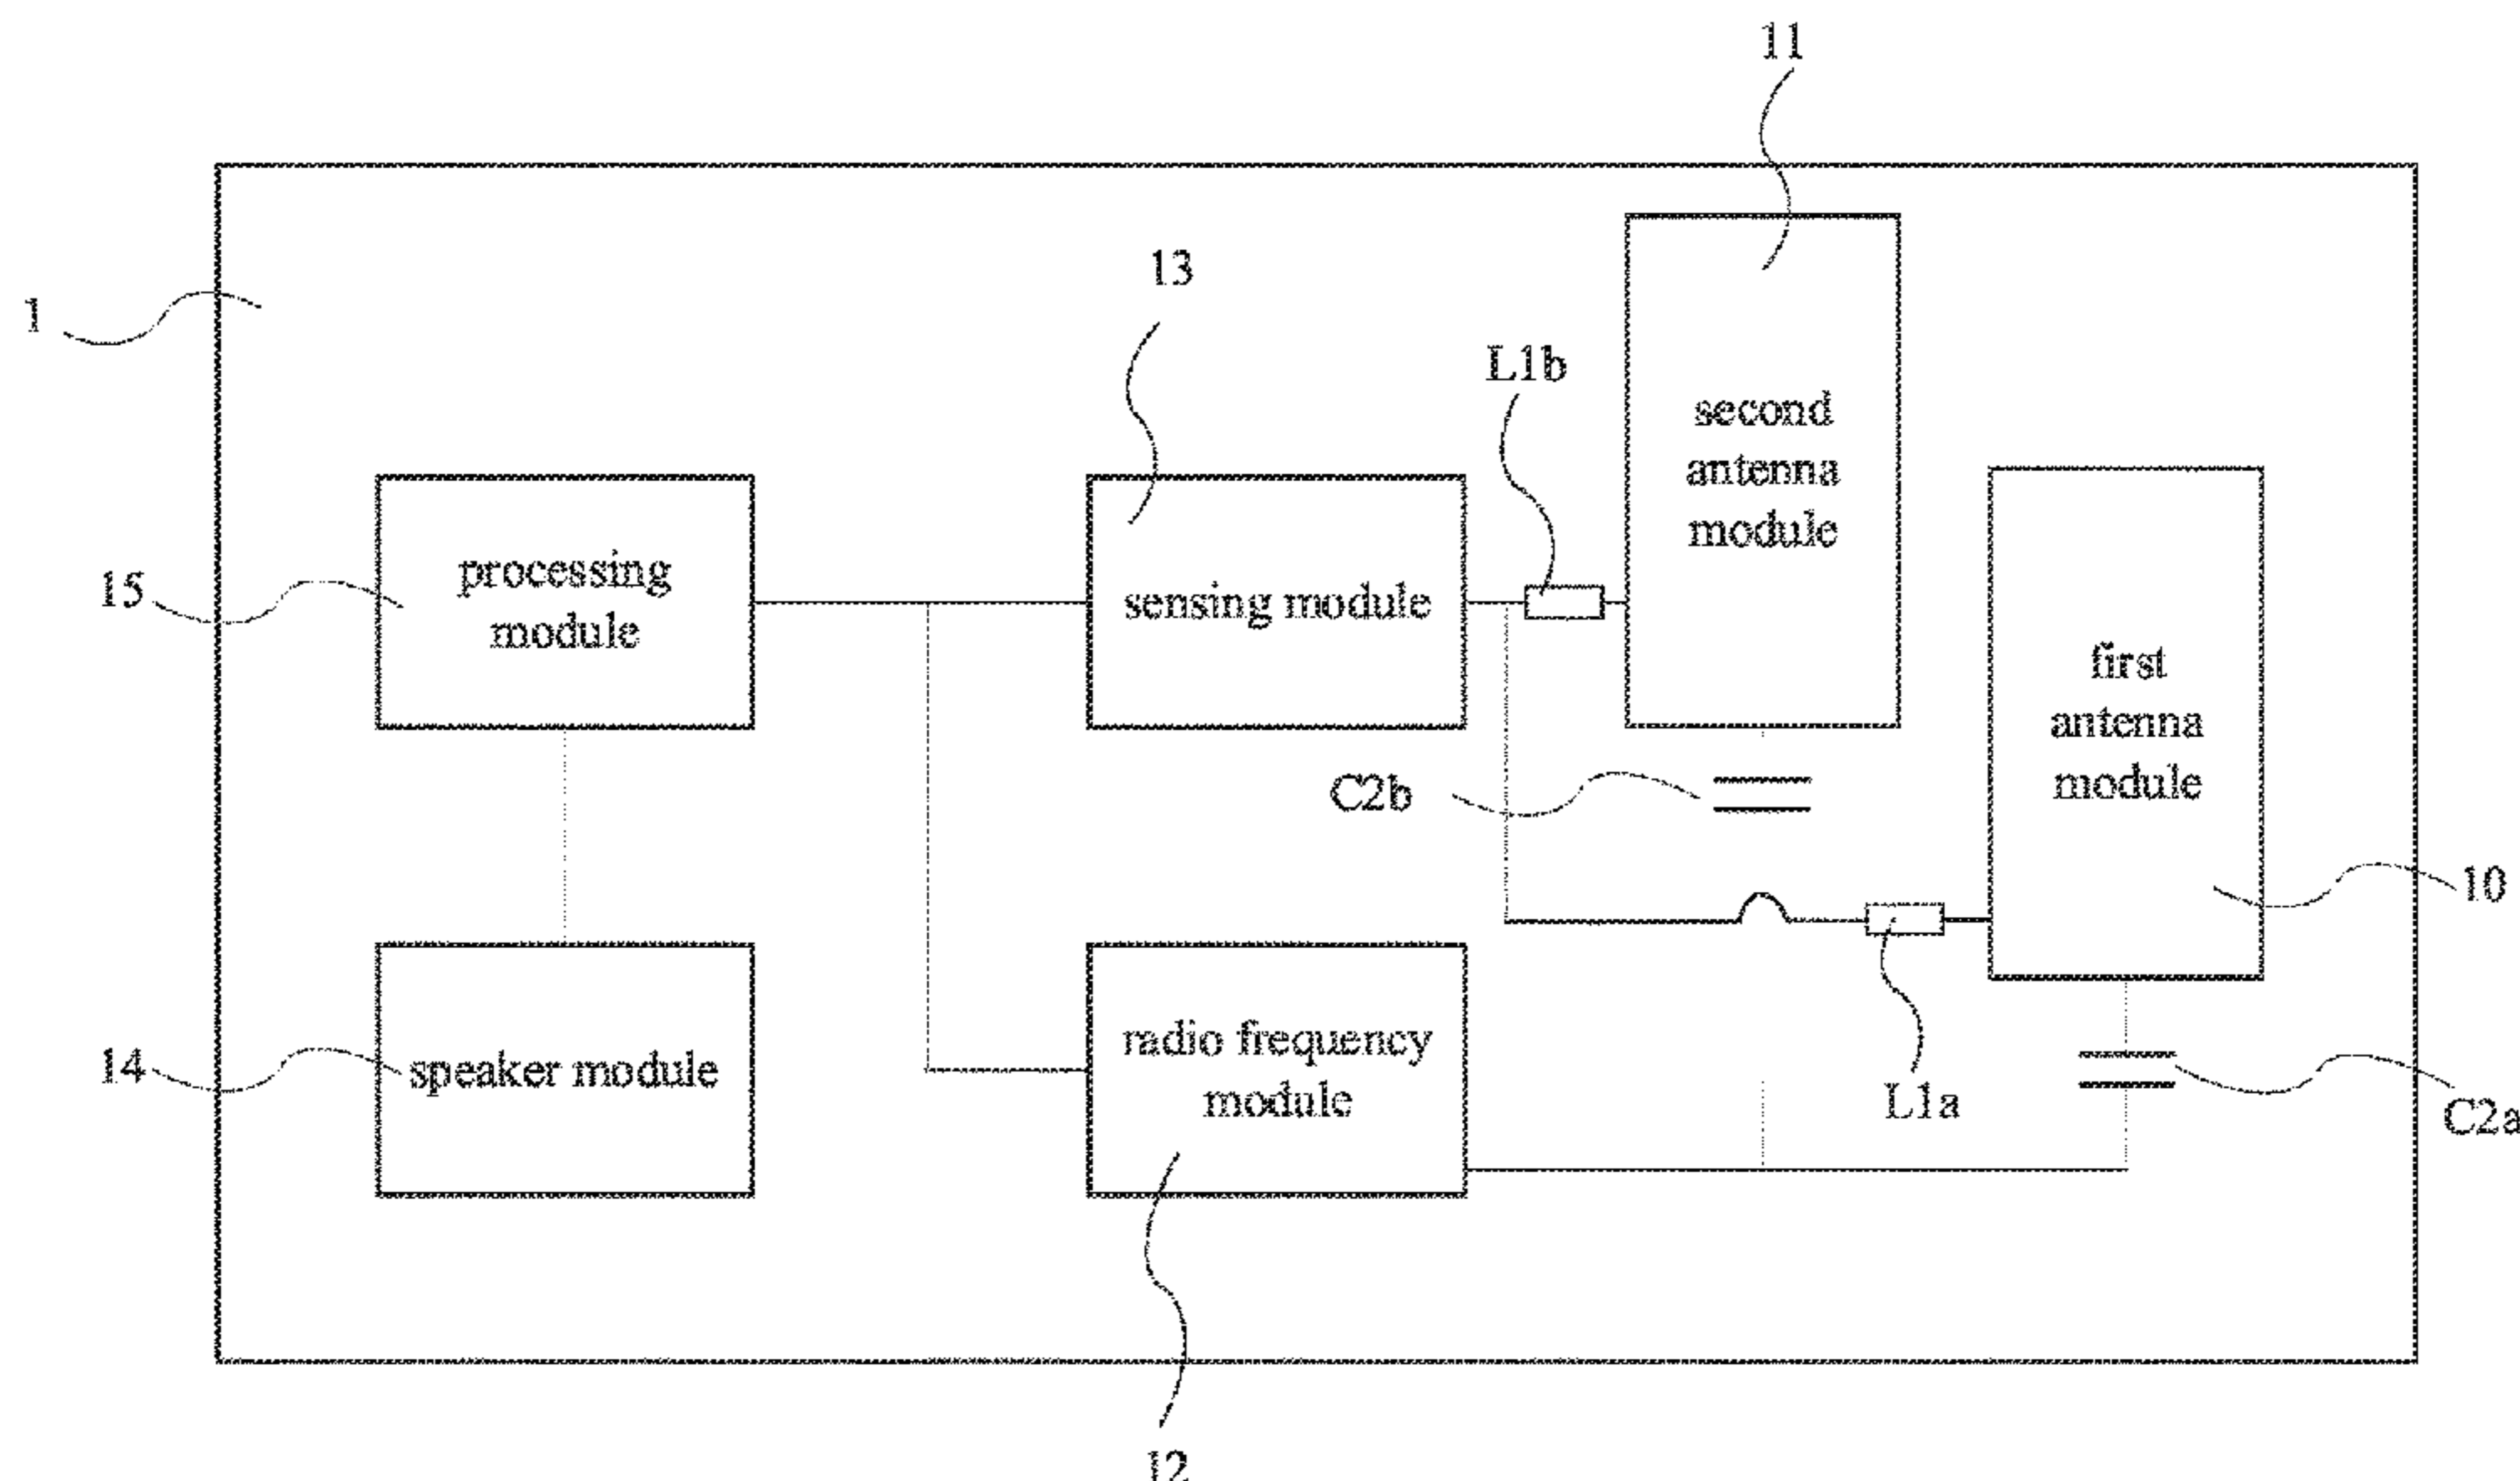 11
13
1
L1b
second
antenna
module
processing
module
15
sensing module
first
antenna
module
C2b
10
radio frequency
module
14
speaker module
L1a
C2a
12